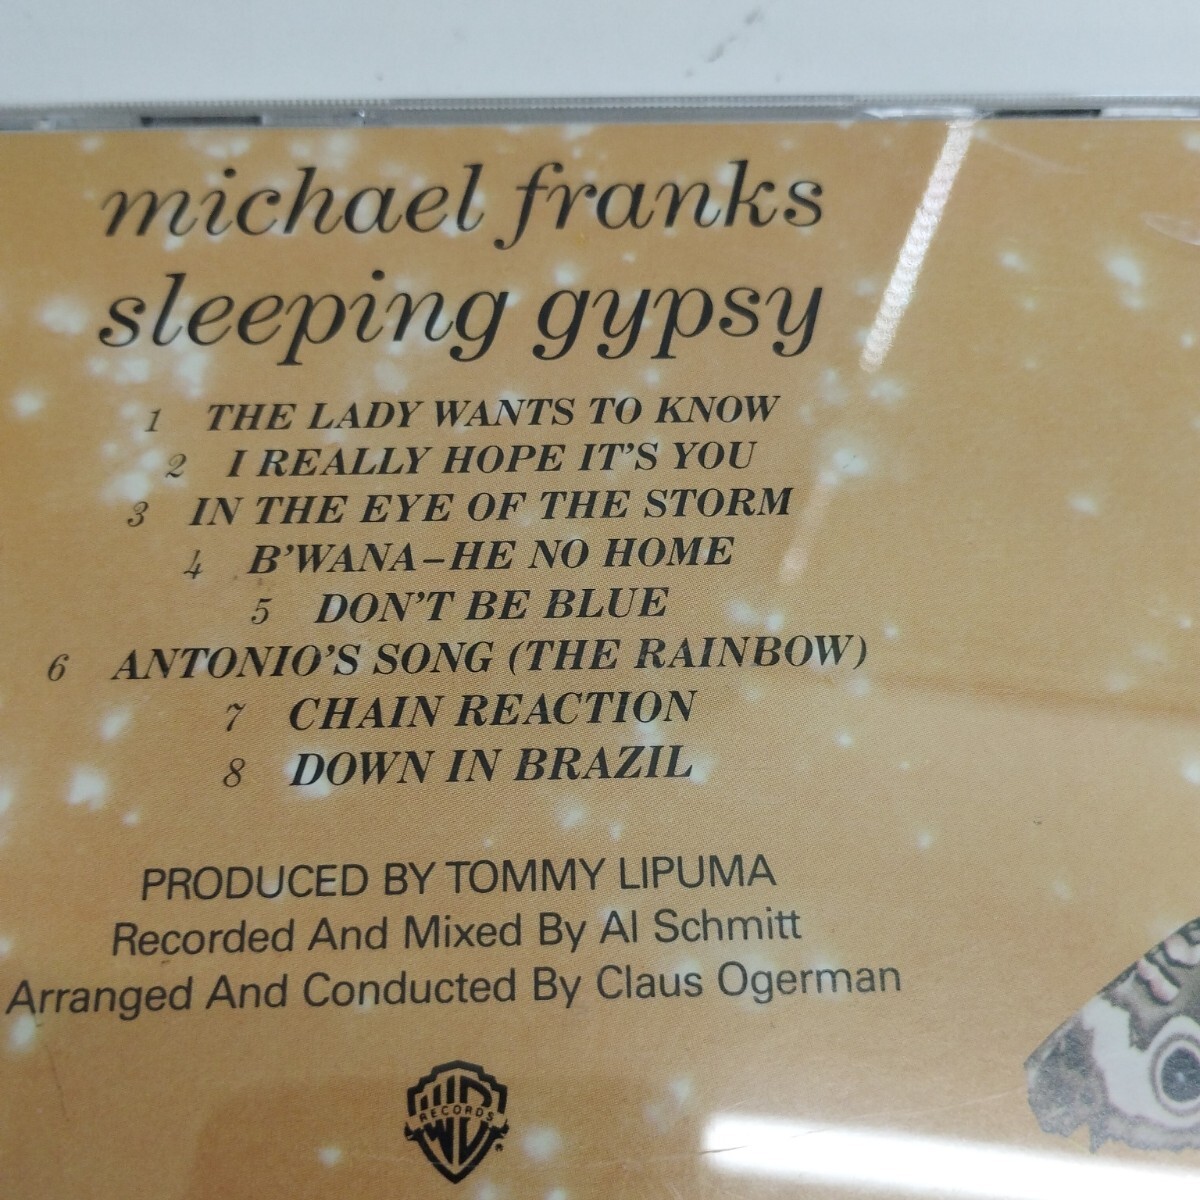 michael franks
sleeping gypsy
1 THE LADY WANTS TO KNOW
2 I REALLY HOPE IT'S YOU
3 IN THE EYE OF THE STORM
4 B'WANA–HE NO HOME
5 DON'T BE BLUE
6 ANTONIO'S SONG (THE RAINBOW)
7 CHAIN REACTION
8 DOWN IN BRAZIL
PRODUCED BY TOMMY LIPUMA
Recorded And Mixed By Al Schmitt
Arranged And Conducted By Claus Ogerman
WB RECORDS ®